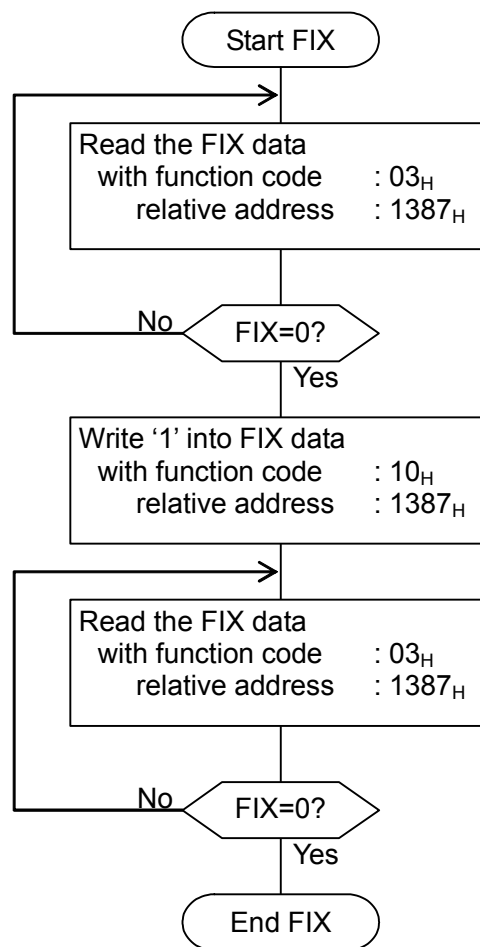 Start FIX
Read the FIX data
with function code : 03H
relative address : 1387H
No
FIX=0?
Yes
Write ‘1’ into FIX data
with function code : 10H
relative address : 1387H
Read the FIX data
with function code : 03H
relative address : 1387H
No
FIX=0?
Yes
End FIX